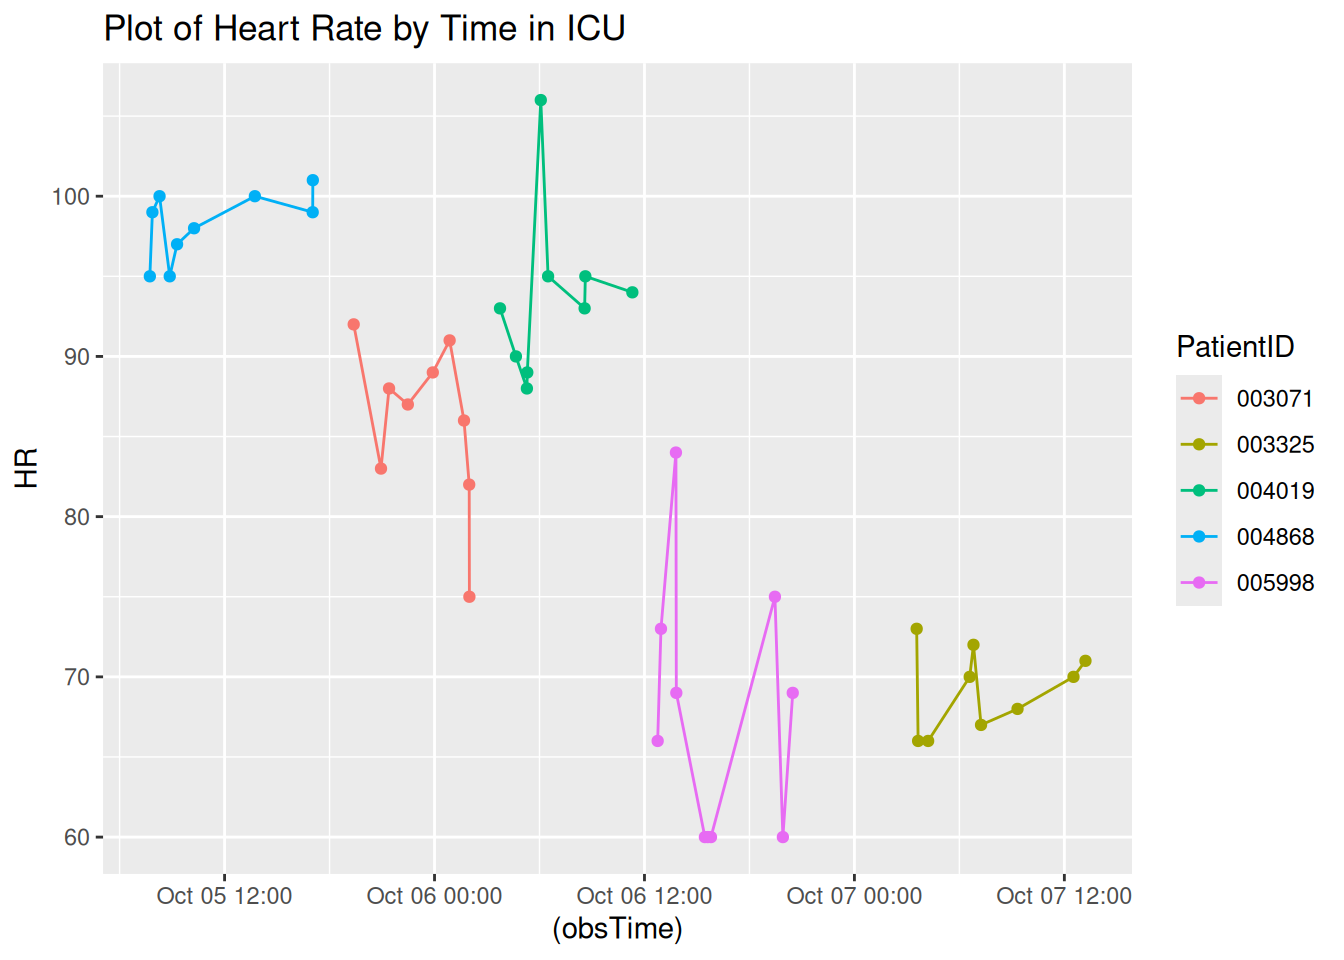 Plot of Heart Rate by Time in ICU
HR
100
90
80
70
60
Oct 05 12:00
Oct 06 00:00
Oct 06 12:00
Oct 07 00:00
Oct 07 12:00
(obsTime)
PatientID
003071
003325
004019
004868
005998